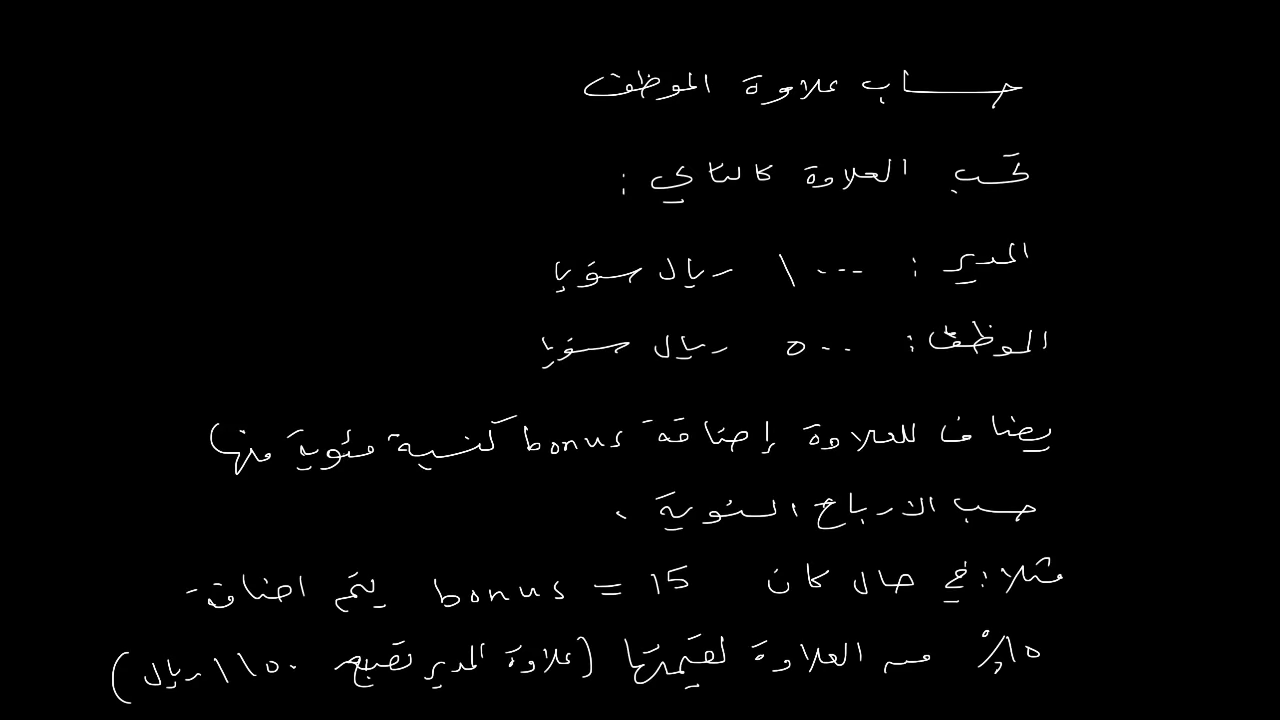 حساب علاوة الموظف
تحسب العلاوة كالتالي :
المدير : ١٠٠٠ ريال سنويا
الموظف : ٥٠٠ ريال سنويا
يضاف للعلاوة إضافة bonus كنسبة مئوية منها
حسب الارباح السنوية .
مثلا : في حال كان bonus = 15 يتم اضافة
١٥٪ من العلاوة لقيمتها (علاوة المدير تصبح ١١٥٠ ريال)